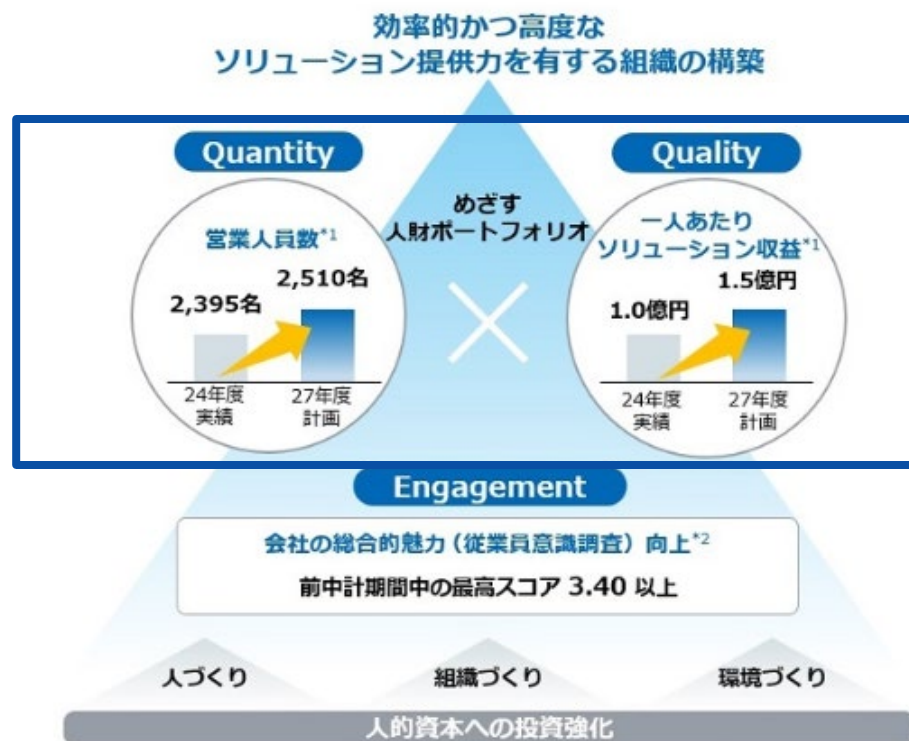 効率的かつ高度な
ソリューション提供力を有する組織の構築
Quantity
営業人員数*1
2,395名
2,510名
24年度
実績
27年度
計画
めざす
人財ポートフォリオ
Quality
一人あたり
ソリューション収益*1
1.0億円
1.5億円
24年度
実績
27年度
計画
Engagement
会社の総合的魅力（従業員意識調査）向上*2
前中計期間中の最高スコア 3.40 以上
人づくり
組織づくり
環境づくり
人的資本への投資強化